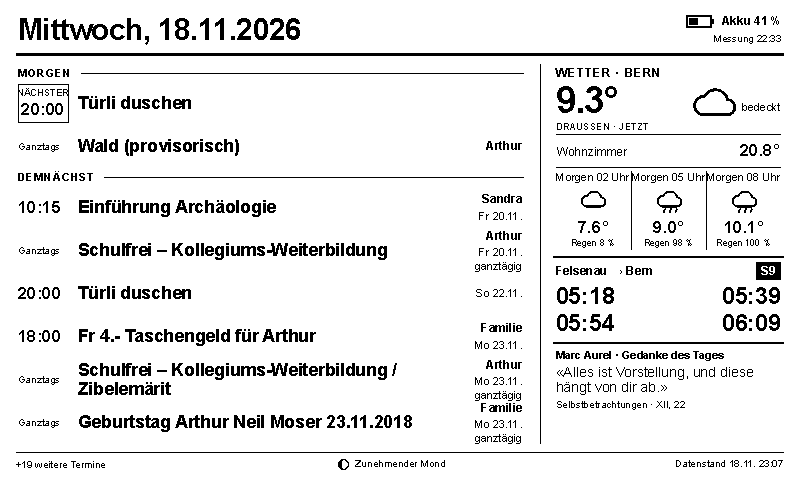 Mittwoch, 18.11.2026
Akku 41 %
Messung 22:33
MORGEN
NÄCHSTER
20:00 Türli duschen
Ganztags Wald (provisorisch) Arthur
DEMNÄCHST
10:15 Einführung Archäologie Sandra
Fr 20.11.
Ganztags Schulfrei – Kollegiums-Weiterbildung Arthur
Fr 20.11.
ganztägig
20:00 Türli duschen So 22.11.
18:00 Fr 4.- Taschengeld für Arthur Familie
Mo 23.11.
Ganztags Schulfrei – Kollegiums-Weiterbildung / Arthur
Zibelemärit Mo 23.11.
ganztägig
Ganztags Geburtstag Arthur Neil Moser 23.11.2018 Familie
Mo 23.11.
ganztägig
WETTER · BERN
9.3° bedeckt
DRAUSSEN · JETZT
Wohnzimmer 20.8°
Morgen 02 Uhr Morgen 05 Uhr Morgen 08 Uhr
7.6° 9.0° 10.1°
Regen 8 % Regen 98 % Regen 100 %
Felsenau › Bern S9
05:18 05:39
05:54 06:09
Marc Aurel · Gedanke des Tages
«Alles ist Vorstellung, und diese
hängt von dir ab.»
Selbstbetrachtungen · XII, 22
+19 weitere Termine Zunehmender Mond Datenstand 18.11. 23:07